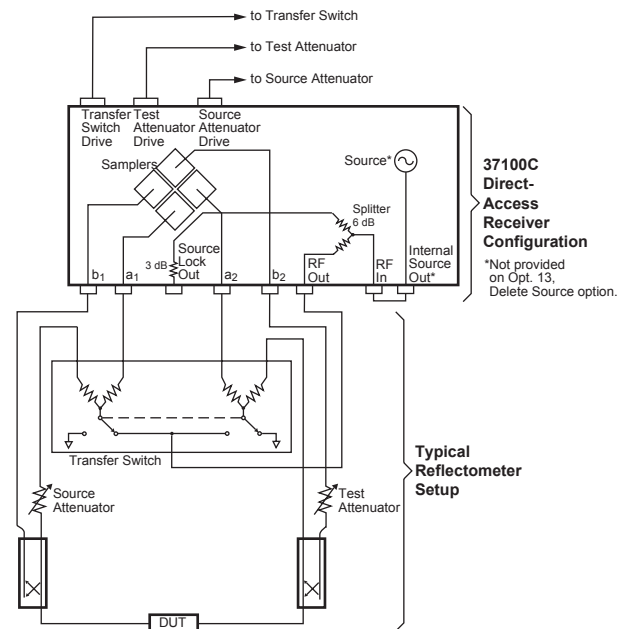 to Transfer Switch
to Test Attenuator
to Source Attenuator
Transfer
Switch
Drive
Test
Attenuator
Drive
Source
Attenuator
Drive
Samplers
Source*
Splitter
6 dB
3 dB
Source
Lock
Out
Internal
Source
Out*
b1
a1
a2
b2
RF
Out
RF
In
37100C
Direct-
Access
Receiver
Configuration
*Not provided
on Opt. 13,
Delete Source option.
Transfer Switch
Source
Attenuator
Test
Attenuator
Typical
Reflectometer
Setup
DUT